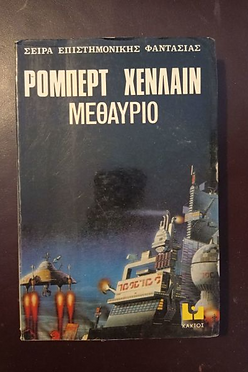 ΣΕΙΡΑ ΕΠΙΣΤΗΜΟΝΙΚΗΣ ΦΑΝΤΑΣΙΑΣ
ΡΟΜΠΕΡΤ ΧΕΝΛΑΙΝ
ΜΕΘΑΥΡΙΟ
ΚΑΚΤΟΣ